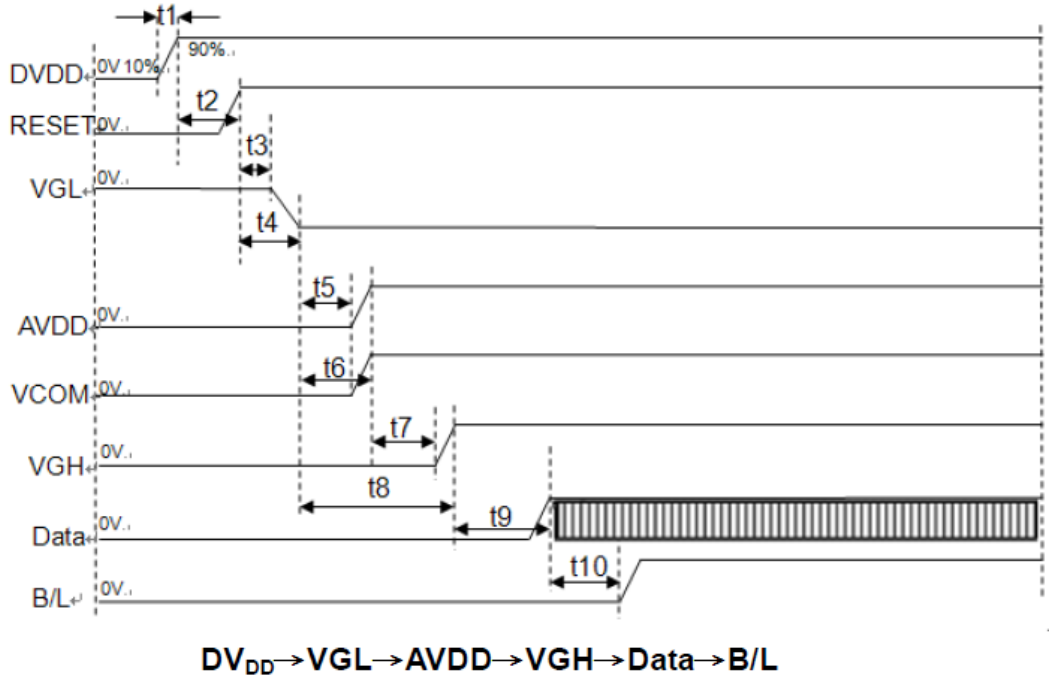 t1
90%
DVDD 0V 10%
t2
RESET 0V
t3
VGL 0V
t4
t5
AVDD 0V
t6
VCOM 0V
t7
VGH 0V
t8
t9
Data 0V
t10
B/L 0V
DVDD→VGL→AVDD→VGH→Data→B/L